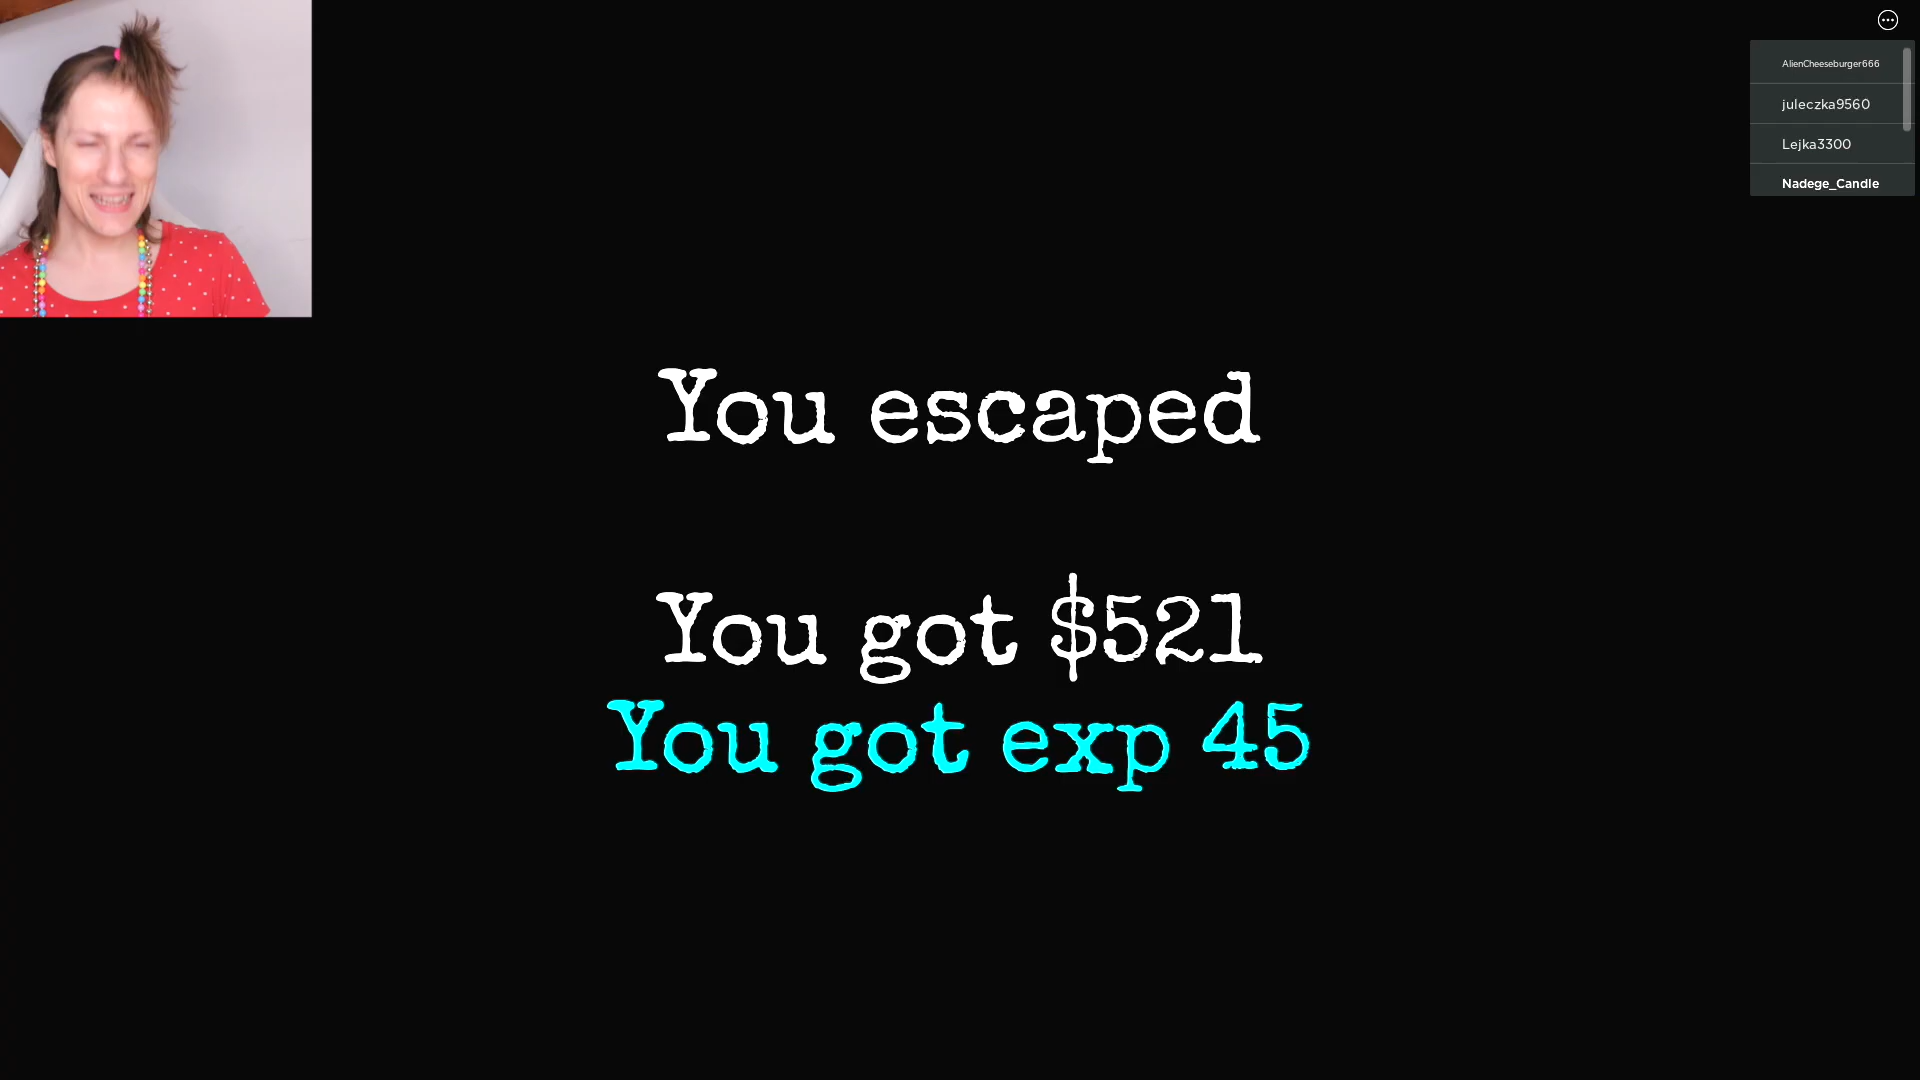 AlienCheeseburger666
juleczka9560
Lejka3300
Nadege_Candle
You escaped
You got $521
You got exp 45